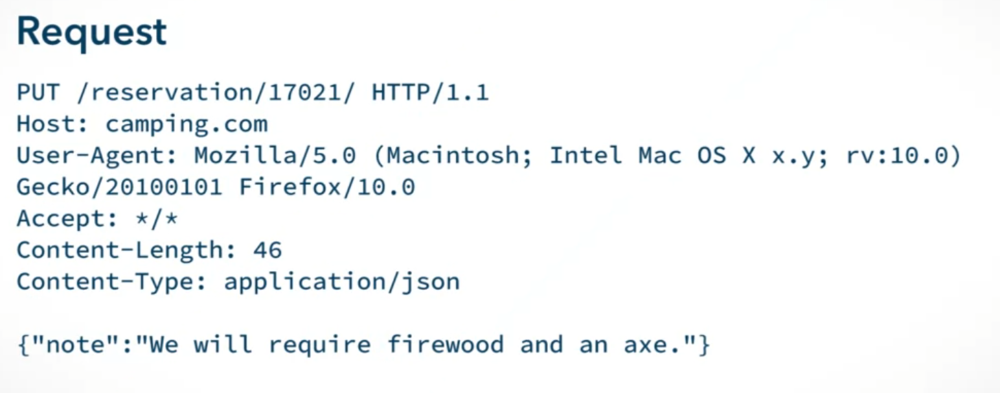 Request
PUT /reservation/17021/ HTTP/1.1
Host: camping.com
User-Agent: Mozilla/5.0 (Macintosh; Intel Mac OS X x.y; rv:10.0)
Gecko/20100101 Firefox/10.0
Accept: */*
Content-Length: 46
Content-Type: application/json
{"note":"We will require firewood and an axe."}